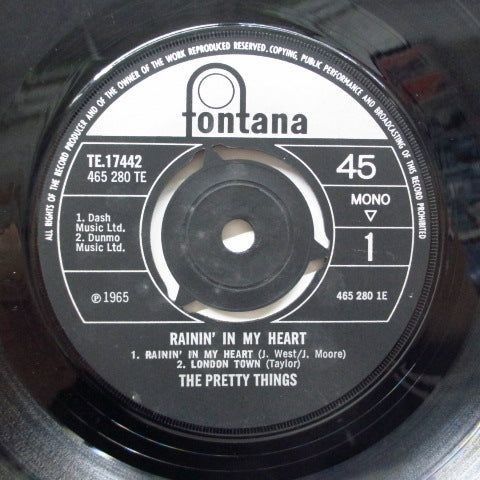 ALL RIGHTS OF THE RECORD PRODUCER AND OF THE OWNER OF THE WORK REPRODUCED RESERVED. COPYING, PUBLIC PERFORMANCE AND BROADCASTING OF THIS RECORD PROHIBITED
fontana
TE.17442
465 280 TE
45
MONO
1
1. Dash
Music Ltd.
2. Dunmo
Music Ltd.
℗ 1965
465 280 1E
RAININ' IN MY HEART
1. RAININ' IN MY HEART (J. West/J. Moore)
2. LONDON TOWN (Taylor)
THE PRETTY THINGS